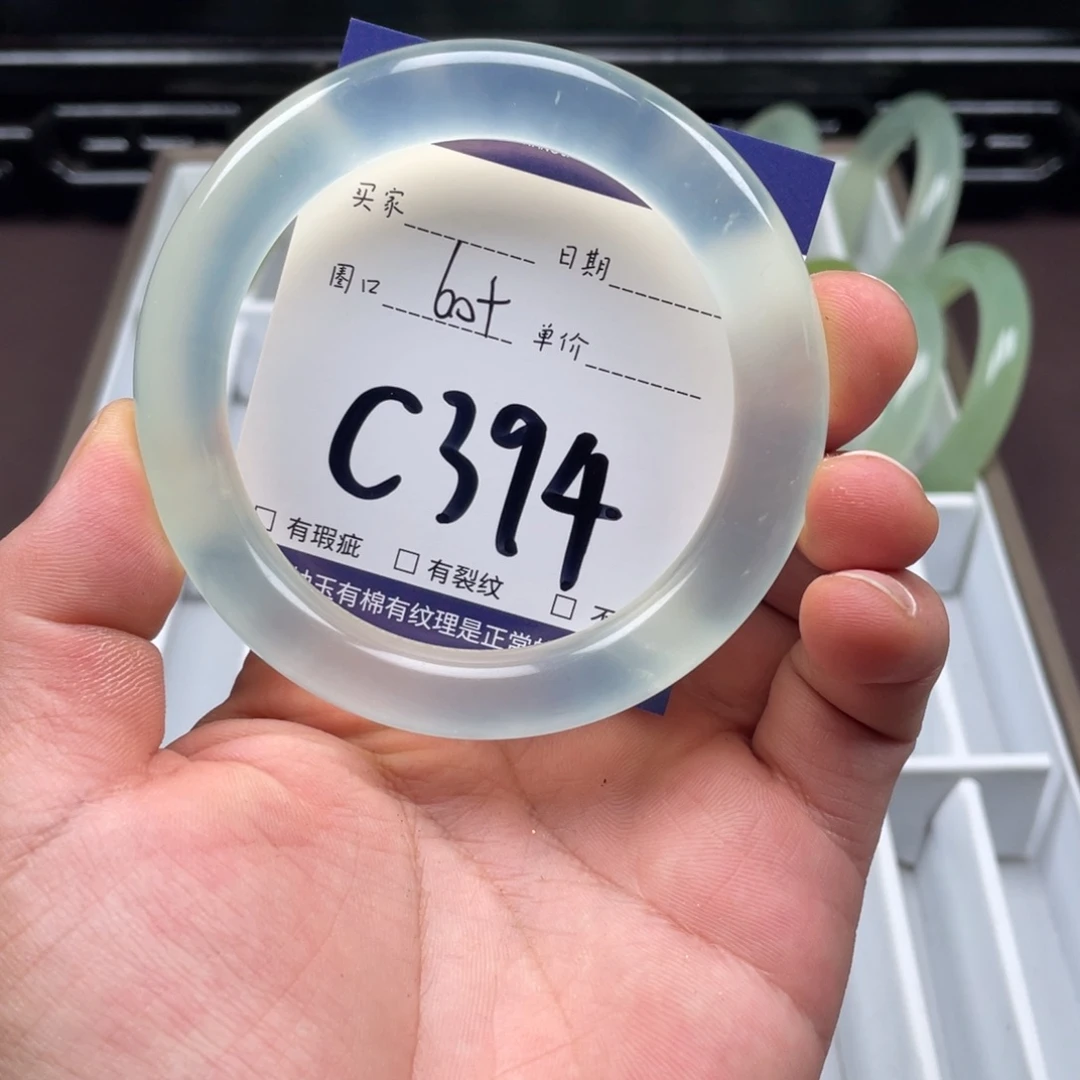 买家 日期
圈口 60+ 单价
C394
□ 有瑕疵 □ 有裂纹 □
玉有棉有纹理是正常